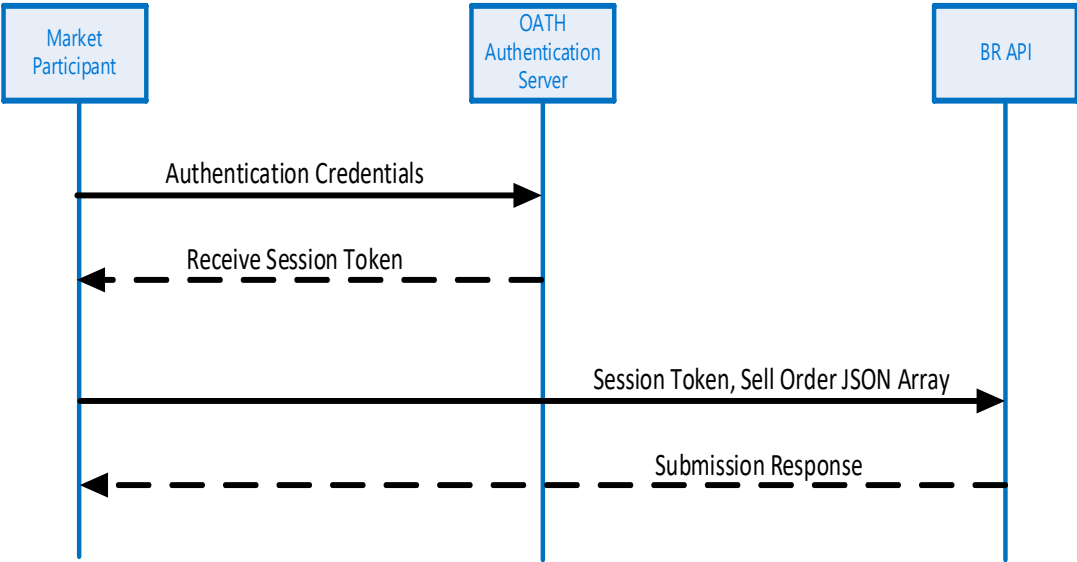 Market
Participant
OATH
Authentication
Server
BR API
Authentication Credentials
Receive Session Token
Session Token, Sell Order JSON Array
Submission Response